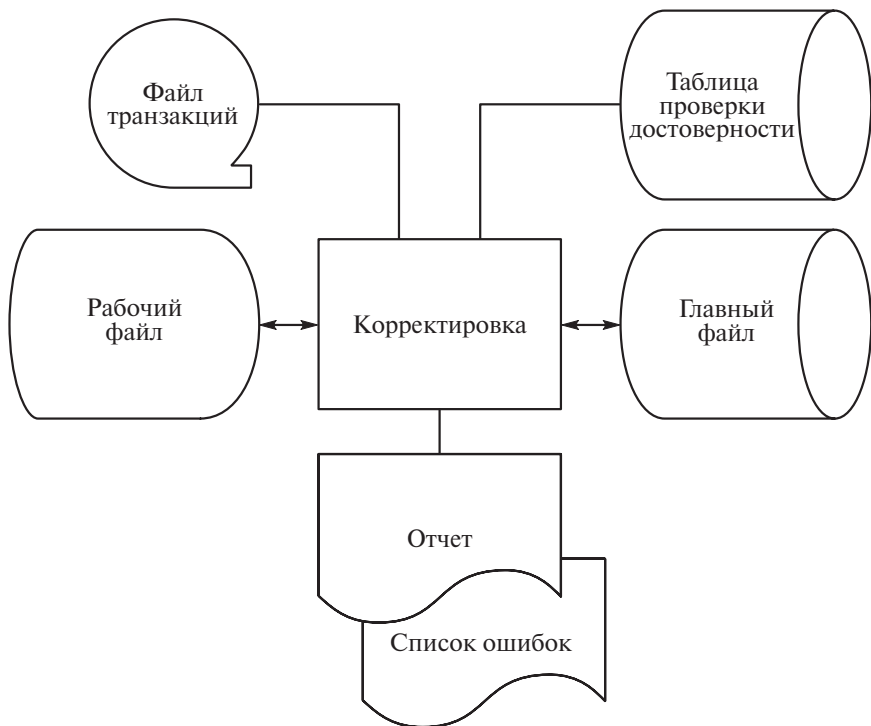 Файл
транзакций
Таблица
проверки
достоверности
Рабочий
файл
Корректировка
Главный
файл
Отчет
Список ошибок